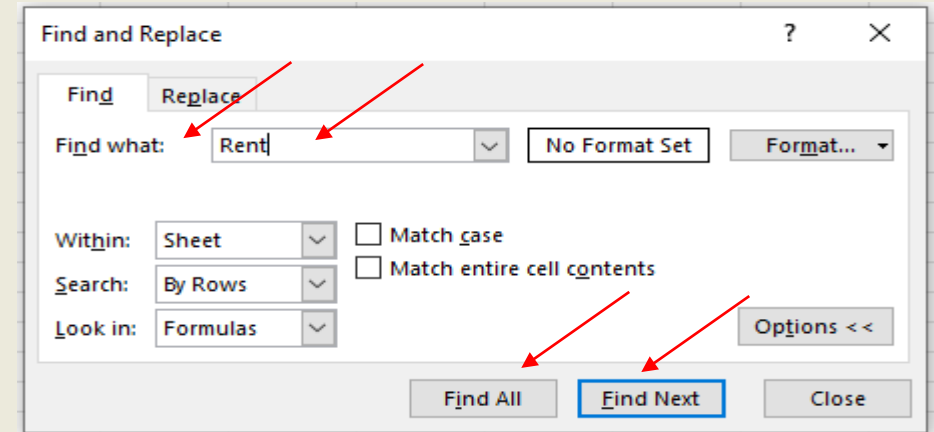 Find and Replace ?
Find Replace
Find what: Rent No Format Set Format...
Within: Sheet Match case
Match entire cell contents
Search: By Rows
Look in: Formulas Options <<
Find All Find Next Close